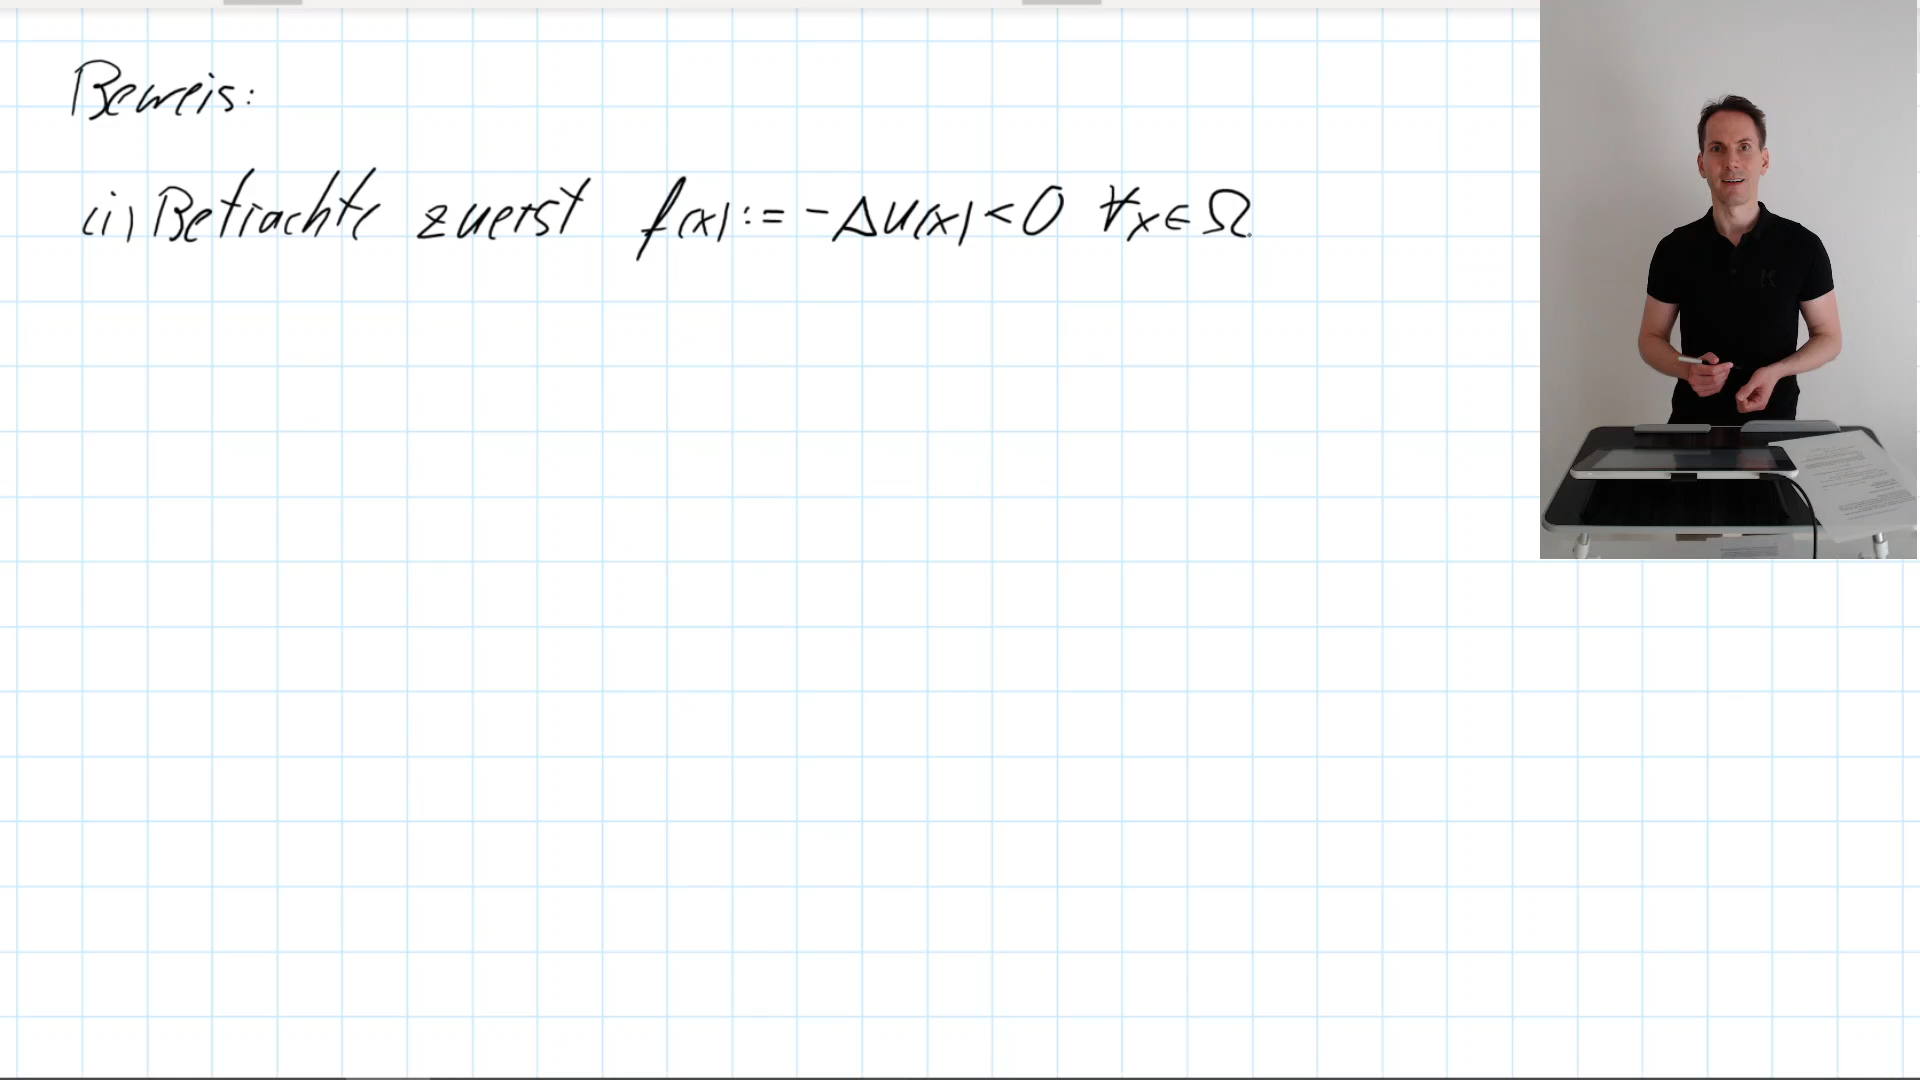 Beweis:
(i) Betrachte zuerst f(x) := -Δu(x) < 0 ∀x∈Ω